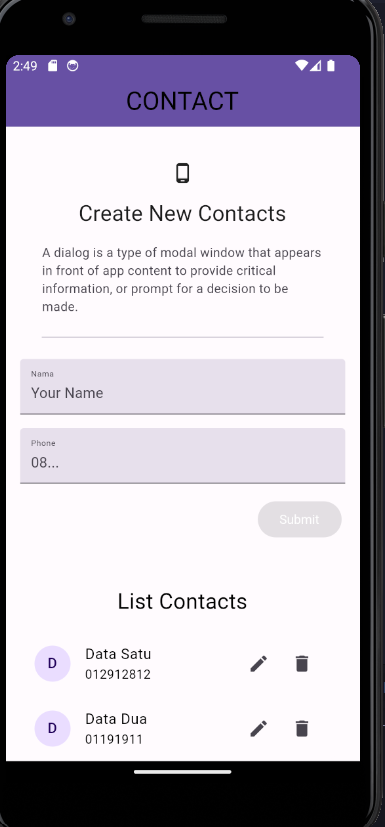 2:49
CONTACT
Create New Contacts
A dialog is a type of modal window that appears
in front of app content to provide critical
information, or prompt for a decision to be
made.
Nama
Your Name
Phone
08...
Submit
List Contacts
D
Data Satu
012912812
D
Data Dua
01191911